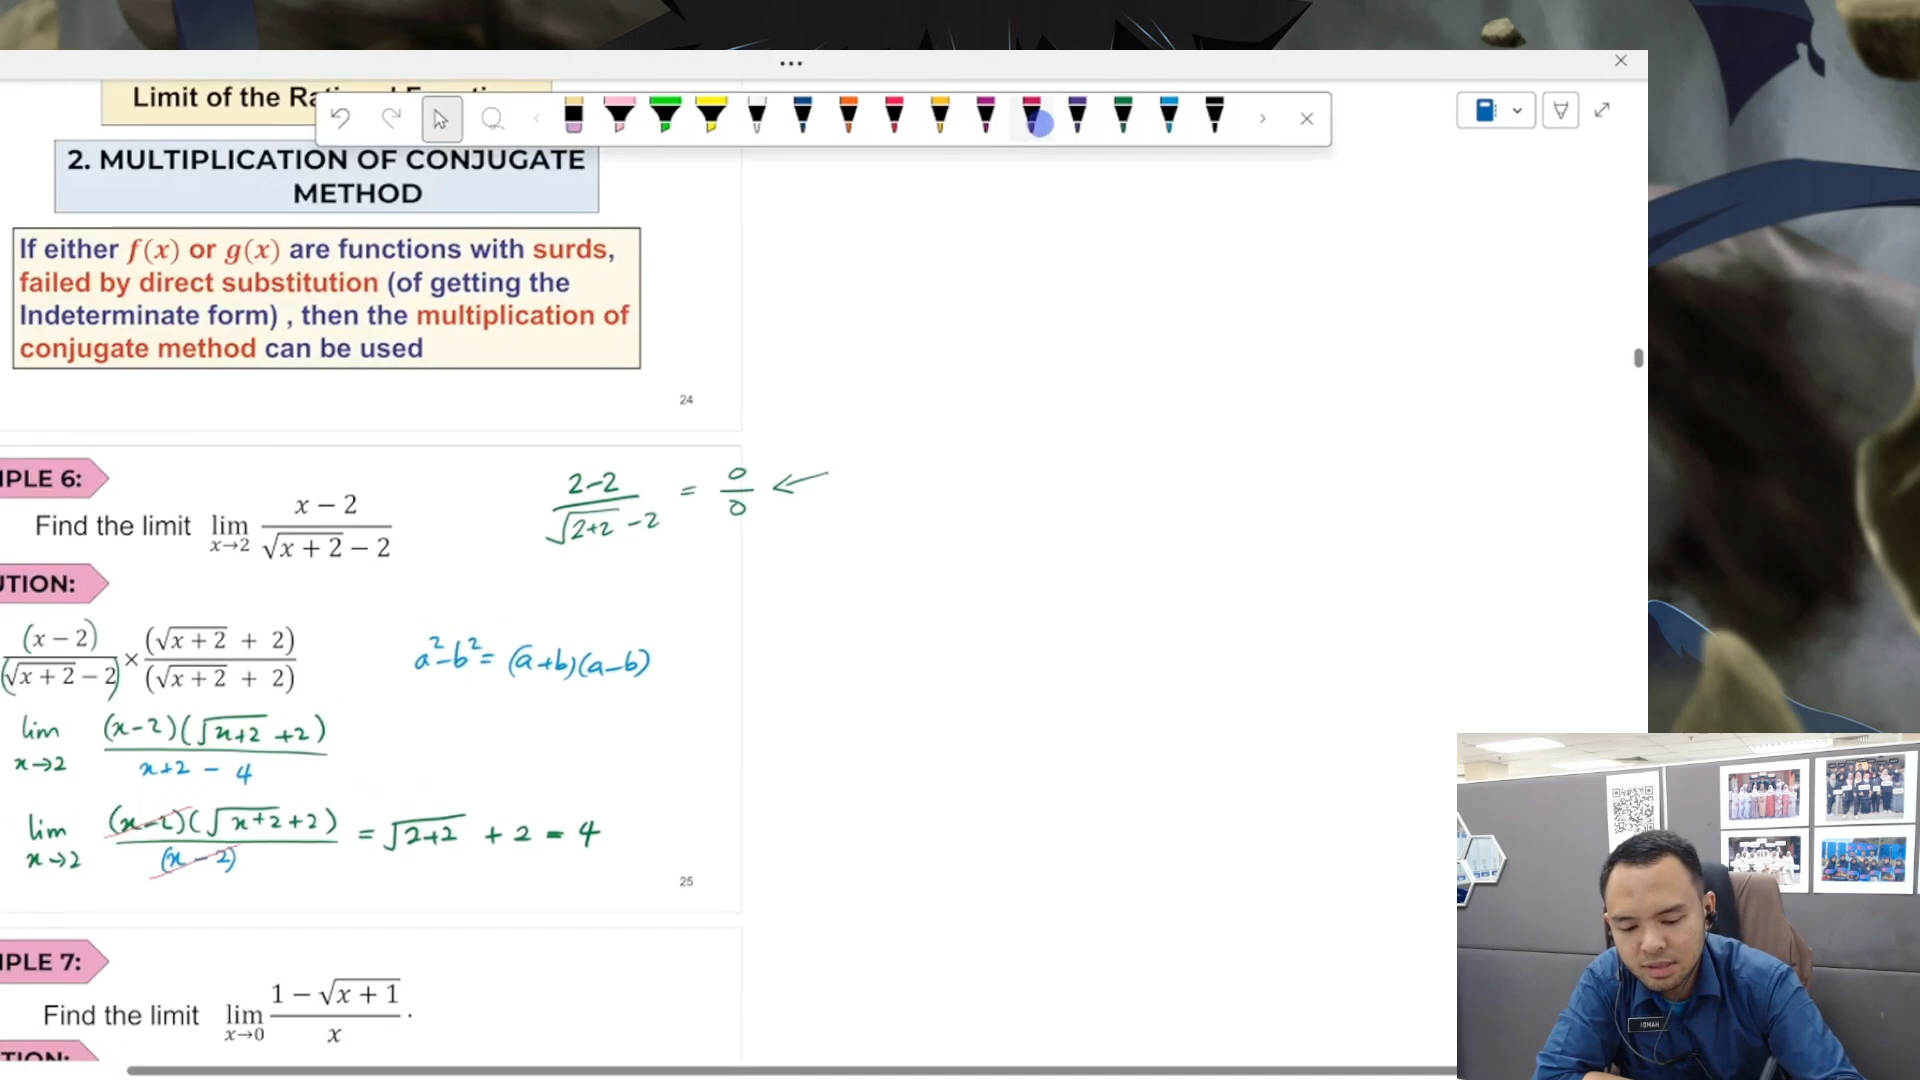 Limit of the Ra
2. MULTIPLICATION OF CONJUGATE
METHOD
If either f(x) or g(x) are functions with surds,
failed by direct substitution (of getting the
Indeterminate form) , then the multiplication of
conjugate method can be used
24
PLE 6:
Find the limit lim x→2 (x − 2)/(√(x + 2) − 2)
(2−2)/(√(2+2) −2) = 0/0 ←
UTION:
(x − 2)/(√(x + 2) − 2) × (√(x + 2) + 2)/(√(x + 2) + 2)
a²−b² = (a+b)(a−b)
lim x→2 (x−2)(√(x+2) +2)/(x+2 − 4)
lim x→2 (x−2)(√(x+2)+2)/(x−2) = √(2+2) + 2 = 4
25
PLE 7:
Find the limit lim x→0 (1 − √(x + 1))/x .
TION:
HAMDI